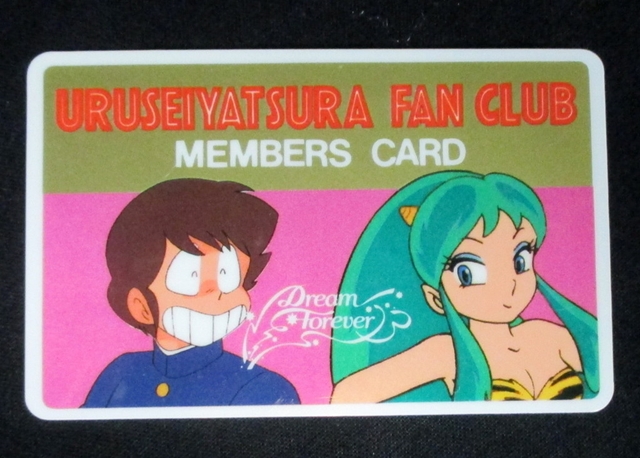 URUSEIYATSURA FAN CLUB
MEMBERS CARD
Dream
Forever